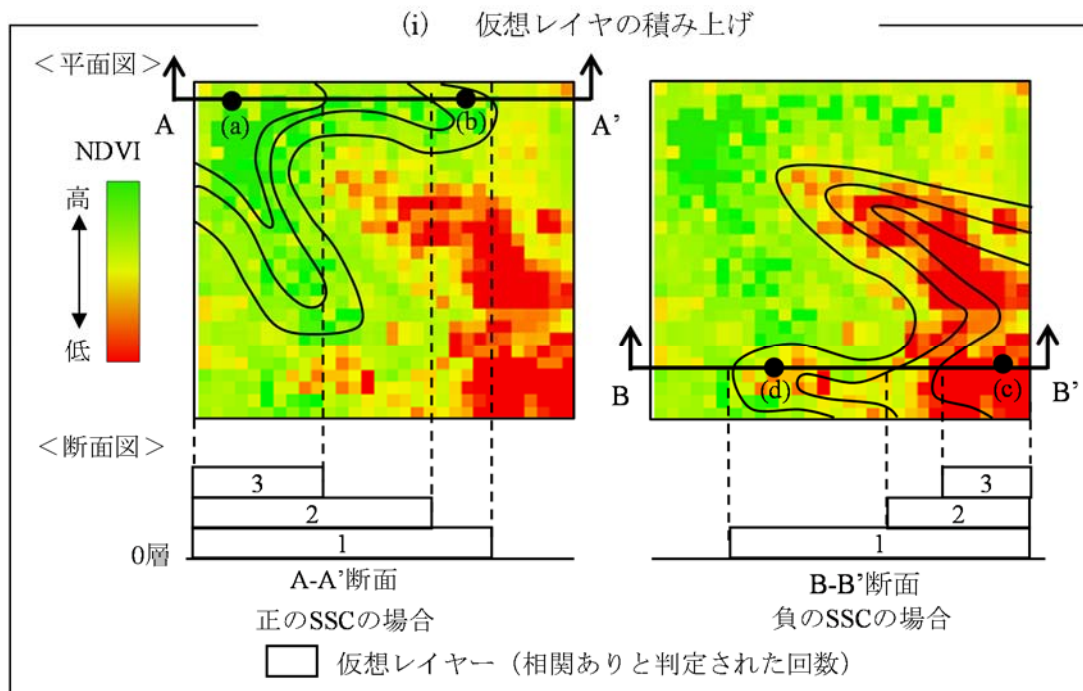 (i) 仮想レイヤの積み上げ
＜平面図＞
A
(a)
(b)
A’
NDVI
高
低
B
(d)
(c)
B’
＜断面図＞
3
2
1
0層
3
2
1
A-A’断面
正のSSCの場合
B-B’断面
負のSSCの場合
仮想レイヤー（相関ありと判定された回数）